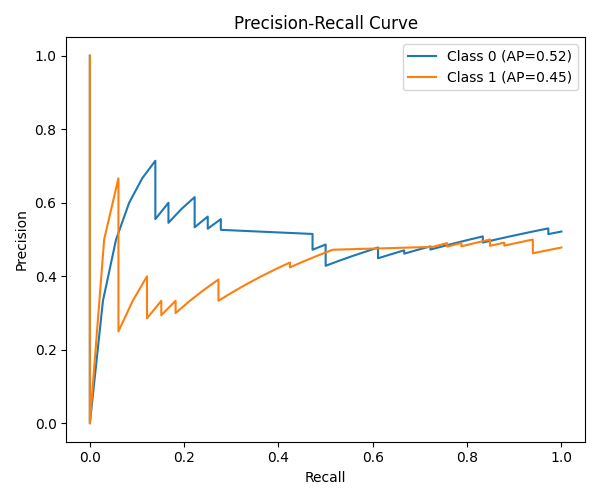 Precision-Recall Curve
Class 0 (AP=0.52)
Class 1 (AP=0.45)
Precision
1.0
0.8
0.6
0.4
0.2
0.0
0.0 0.2 0.4 0.6 0.8 1.0
Recall